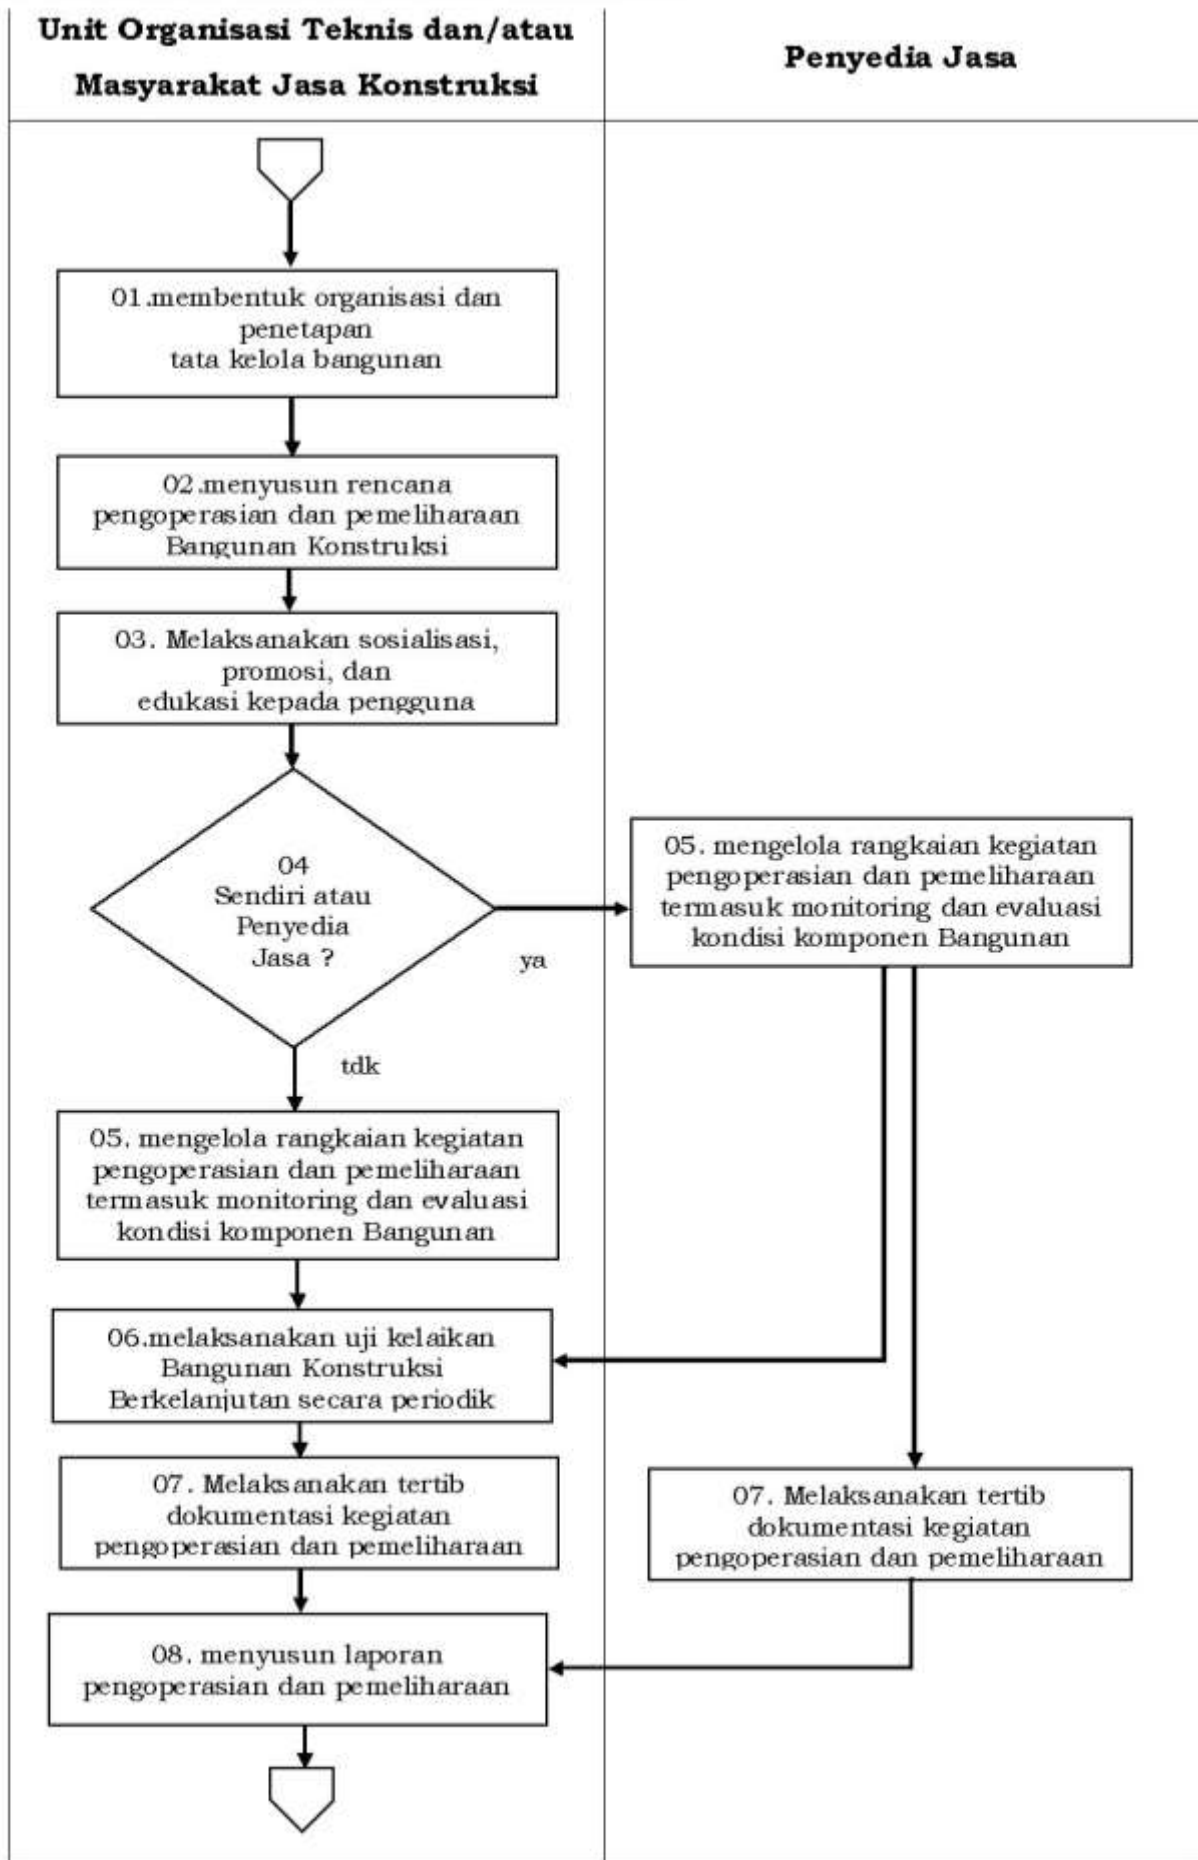 Unit Organisasi Teknis dan/atau
Masyarakat Jasa Konstruksi
Penyedia Jasa
01.membentuk organisasi dan
penetapan
tata kelola bangunan
02.menyusun rencana
pengoperasian dan pemeliharaan
Bangunan Konstruksi
03. Melaksanakan sosialisasi,
promosi, dan
edukasi kepada pengguna
04
Sendiri atau
Penyedia
Jasa ?
ya
tdk
05. mengelola rangkaian kegiatan
pengoperasian dan pemeliharaan
termasuk monitoring dan evaluasi
kondisi komponen Bangunan
05. mengelola rangkaian kegiatan
pengoperasian dan pemeliharaan
termasuk monitoring dan evaluasi
kondisi komponen Bangunan
06.melaksanakan uji kelaikan
Bangunan Konstruksi
Berkelanjutan secara periodik
07. Melaksanakan tertib
dokumentasi kegiatan
pengoperasian dan pemeliharaan
07. Melaksanakan tertib
dokumentasi kegiatan
pengoperasian dan pemeliharaan
08. menyusun laporan
pengoperasian dan pemeliharaan